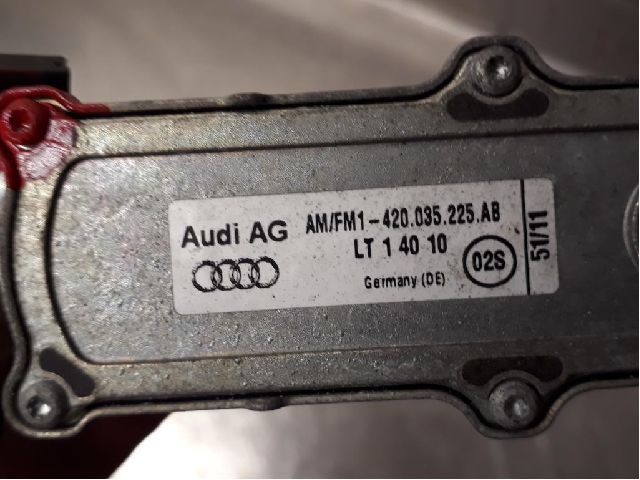 Audi AG
AM/FM1-420.035.225.AB
LT 1 40 10
Germany (DE)
02S
51/11